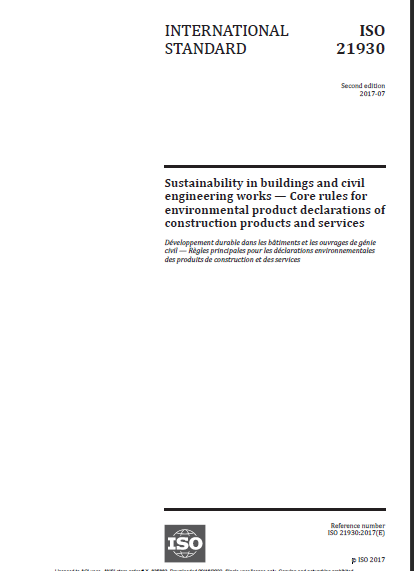 INTERNATIONAL
STANDARD
ISO
21930
Second edition
2017-07
Sustainability in buildings and civil
engineering works — Core rules for
environmental product declarations of
construction products and services
Développement durable dans les bâtiments et les ouvrages de génie
civil — Règles principales pour les déclarations environnementales
des produits de construction et des services
ISO
Reference number
ISO 21930:2017(E)
ISO 2017